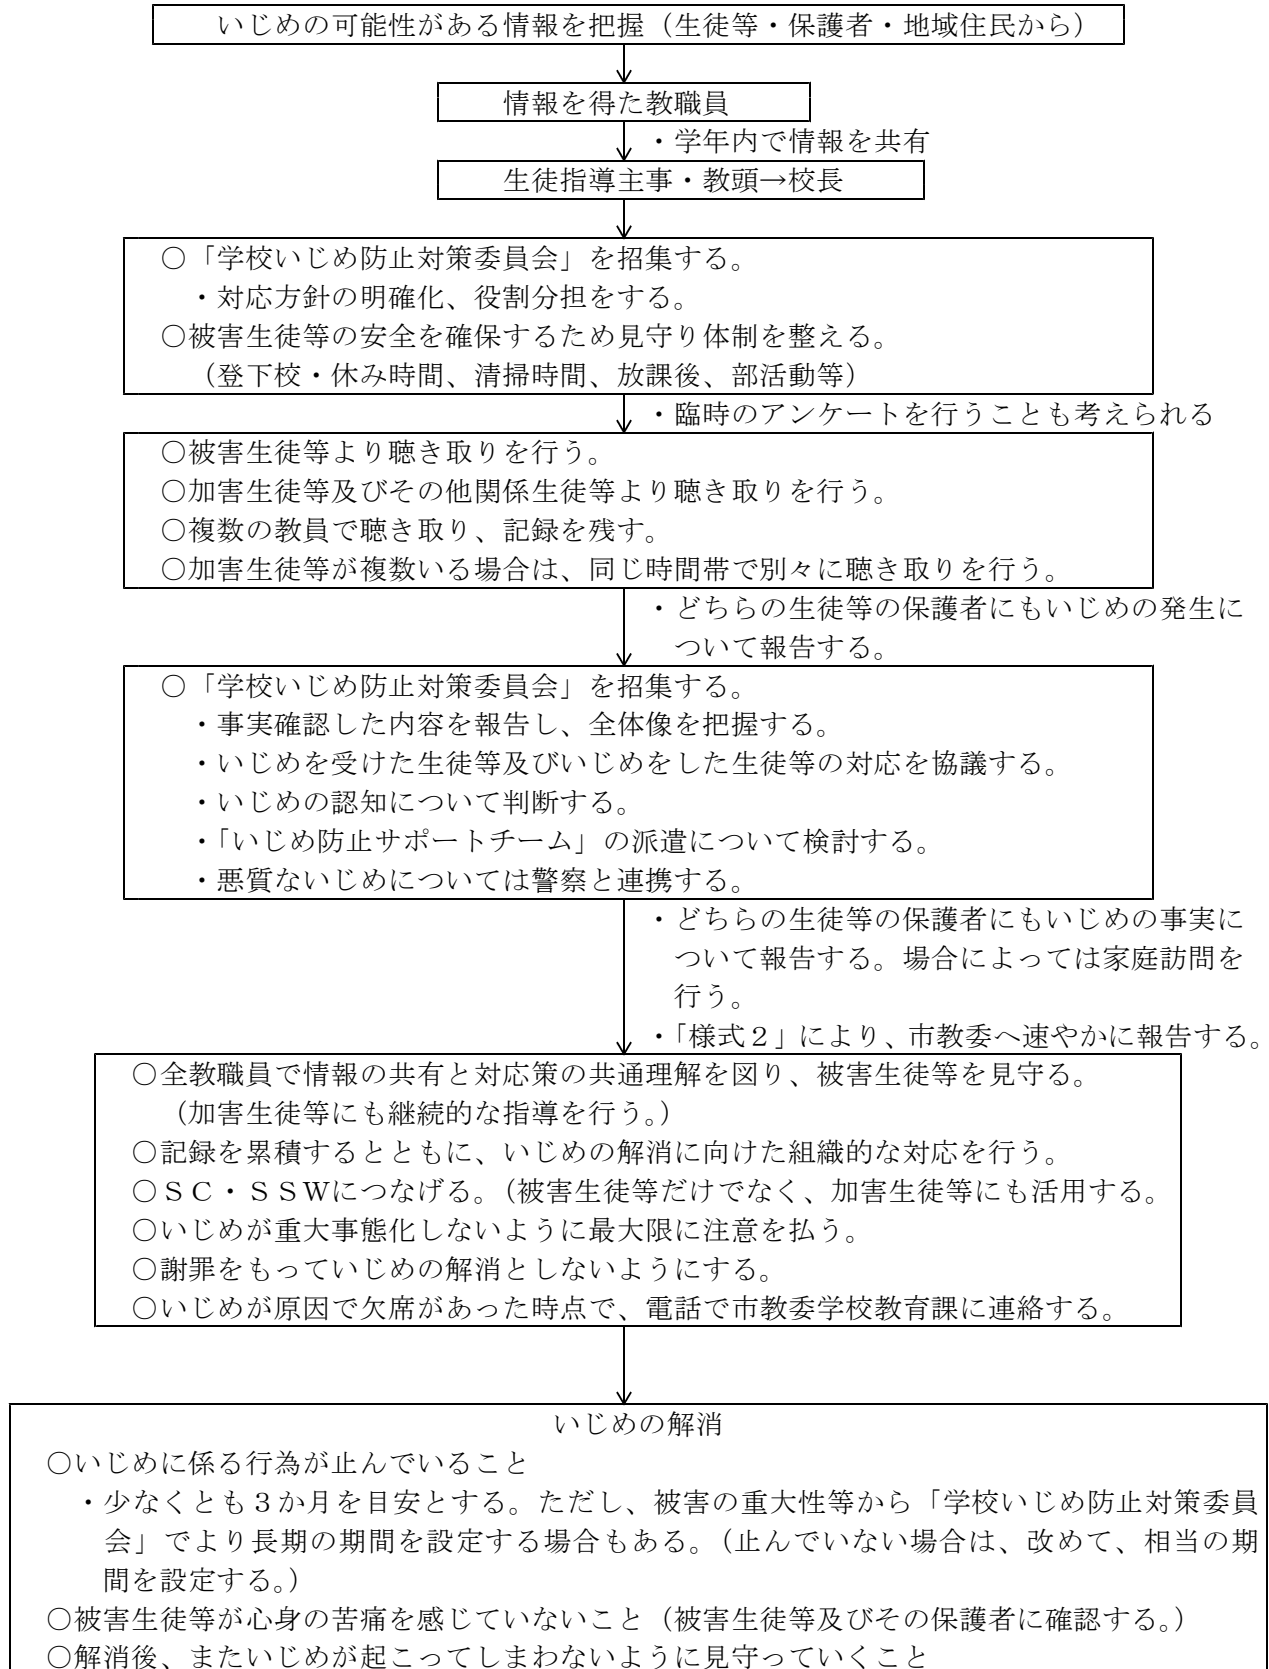 いじめの可能性がある情報を把握（生徒等・保護者・地域住民から）
情報を得た教職員
・学年内で情報を共有
生徒指導主事・教頭→校長
○「学校いじめ防止対策委員会」を招集する。
・対応方針の明確化、役割分担をする。
○被害生徒等の安全を確保するため見守り体制を整える。
（登下校・休み時間、清掃時間、放課後、部活動等）
・臨時のアンケートを行うことも考えられる
○被害生徒等より聴き取りを行う。
○加害生徒等及びその他関係生徒等より聴き取りを行う。
○複数の教員で聴き取り、記録を残す。
○加害生徒等が複数いる場合は、同じ時間帯で別々に聴き取りを行う。
・どちらの生徒等の保護者にもいじめの発生に
ついて報告する。
○「学校いじめ防止対策委員会」を招集する。
・事実確認した内容を報告し、全体像を把握する。
・いじめを受けた生徒等及びいじめをした生徒等の対応を協議する。
・いじめの認知について判断する。
・「いじめ防止サポートチーム」の派遣について検討する。
・悪質ないじめについては警察と連携する。
・どちらの生徒等の保護者にもいじめの事実に
ついて報告する。場合によっては家庭訪問を
行う。
・「様式２」により、市教委へ速やかに報告する。
○全教職員で情報の共有と対応策の共通理解を図り、被害生徒等を見守る。
（加害生徒等にも継続的な指導を行う。）
○記録を累積するとともに、いじめの解消に向けた組織的な対応を行う。
○ＳＣ・ＳＳＷにつなげる。（被害生徒等だけでなく、加害生徒等にも活用する。
○いじめが重大事態化しないように最大限に注意を払う。
○謝罪をもっていじめの解消としないようにする。
○いじめが原因で欠席があった時点で、電話で市教委学校教育課に連絡する。
いじめの解消
○いじめに係る行為が止んでいること
・少なくとも３か月を目安とする。ただし、被害の重大性等から「学校いじめ防止対策委員
会」でより長期の期間を設定する場合もある。（止んでいない場合は、改めて、相当の期
間を設定する。）
○被害生徒等が心身の苦痛を感じていないこと（被害生徒等及びその保護者に確認する。）
○解消後、またいじめが起こってしまわないように見守っていくこと